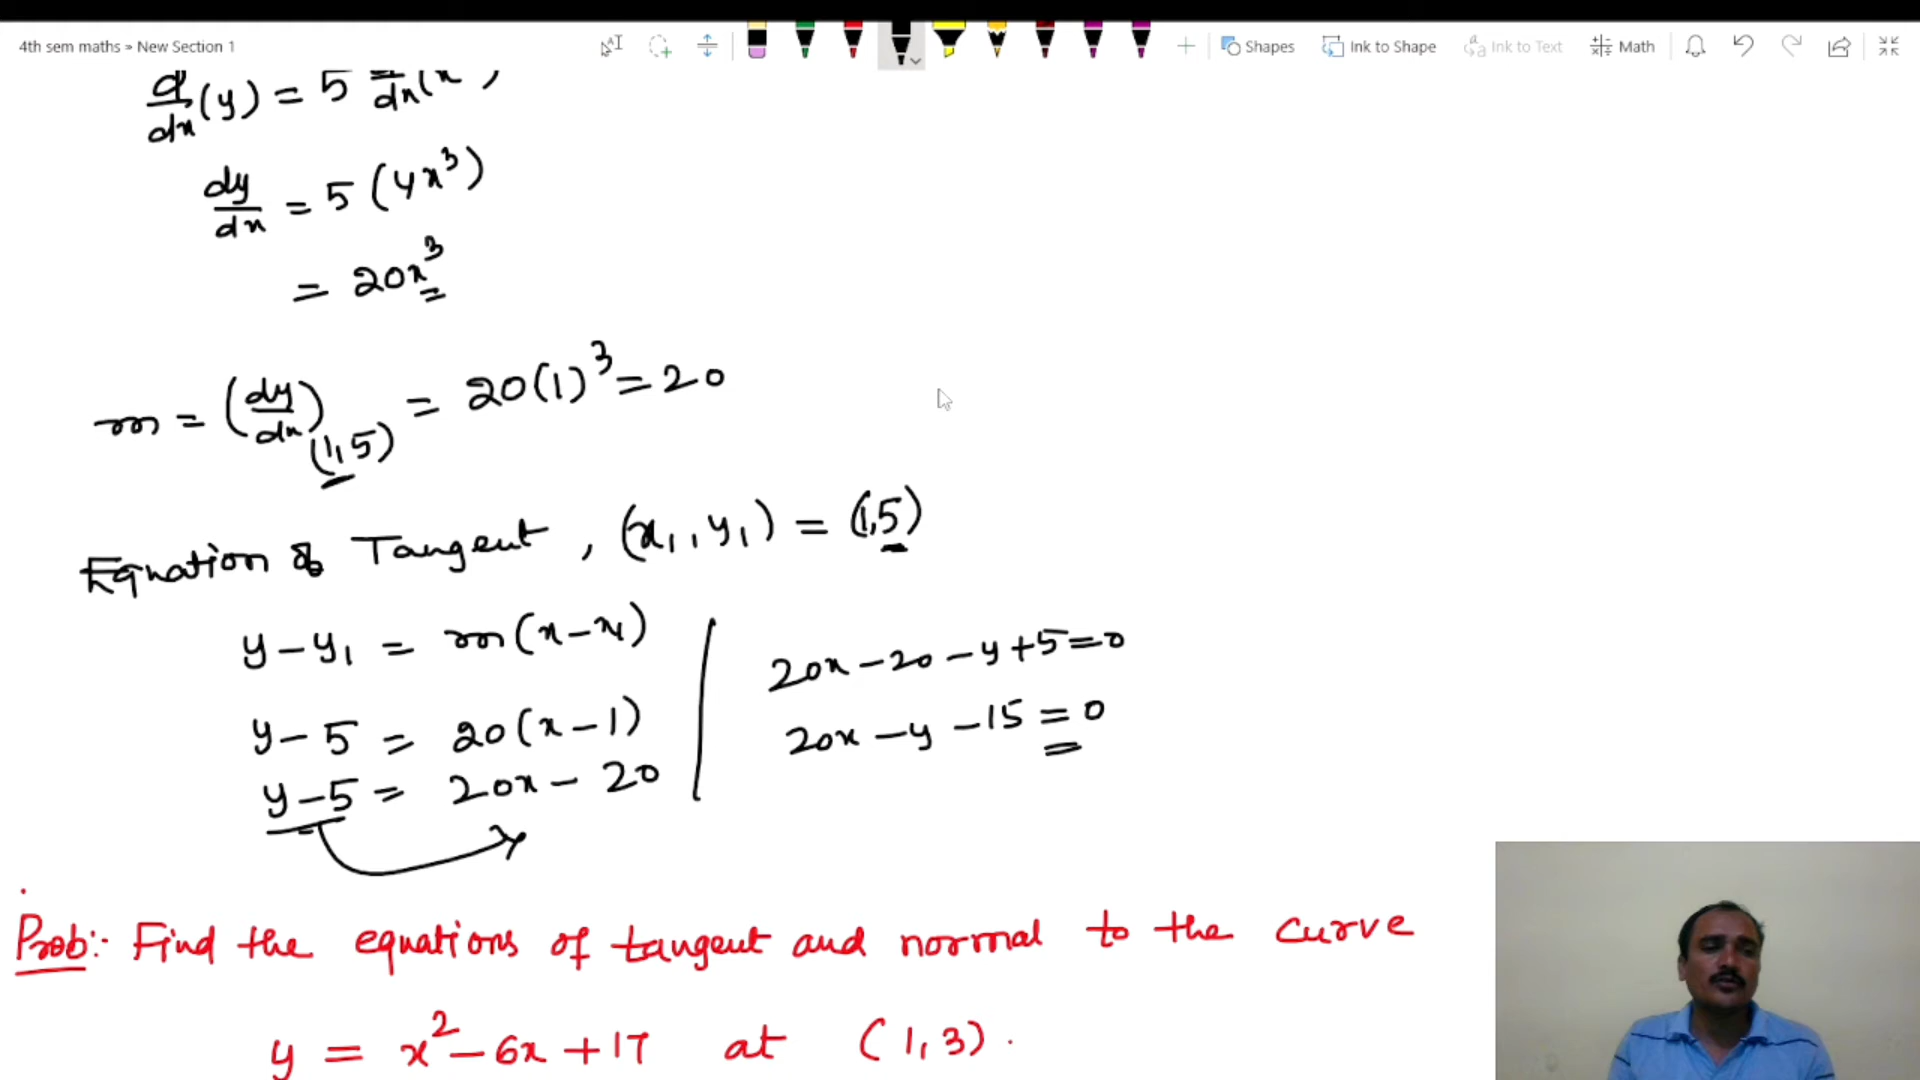 4th sem maths » New Section 1
Shapes Ink to Shape Ink to Text Math
d/dx (y) = 5 d/dx (x
dy/dx = 5 (4x³)
= 20x³
m = (dy/dx)(1,5) = 20(1)³ = 20
Equation of Tangent, (x₁, y₁) = (1,5)
y - y₁ = m(x - x₁)
y - 5 = 20(x - 1)
y - 5 = 20x - 20
20x - 20 - y + 5 = 0
20x - y - 15 = 0
Prob:- Find the equations of tangent and normal to the curve
y = x² - 6x + 17 at (1, 3).